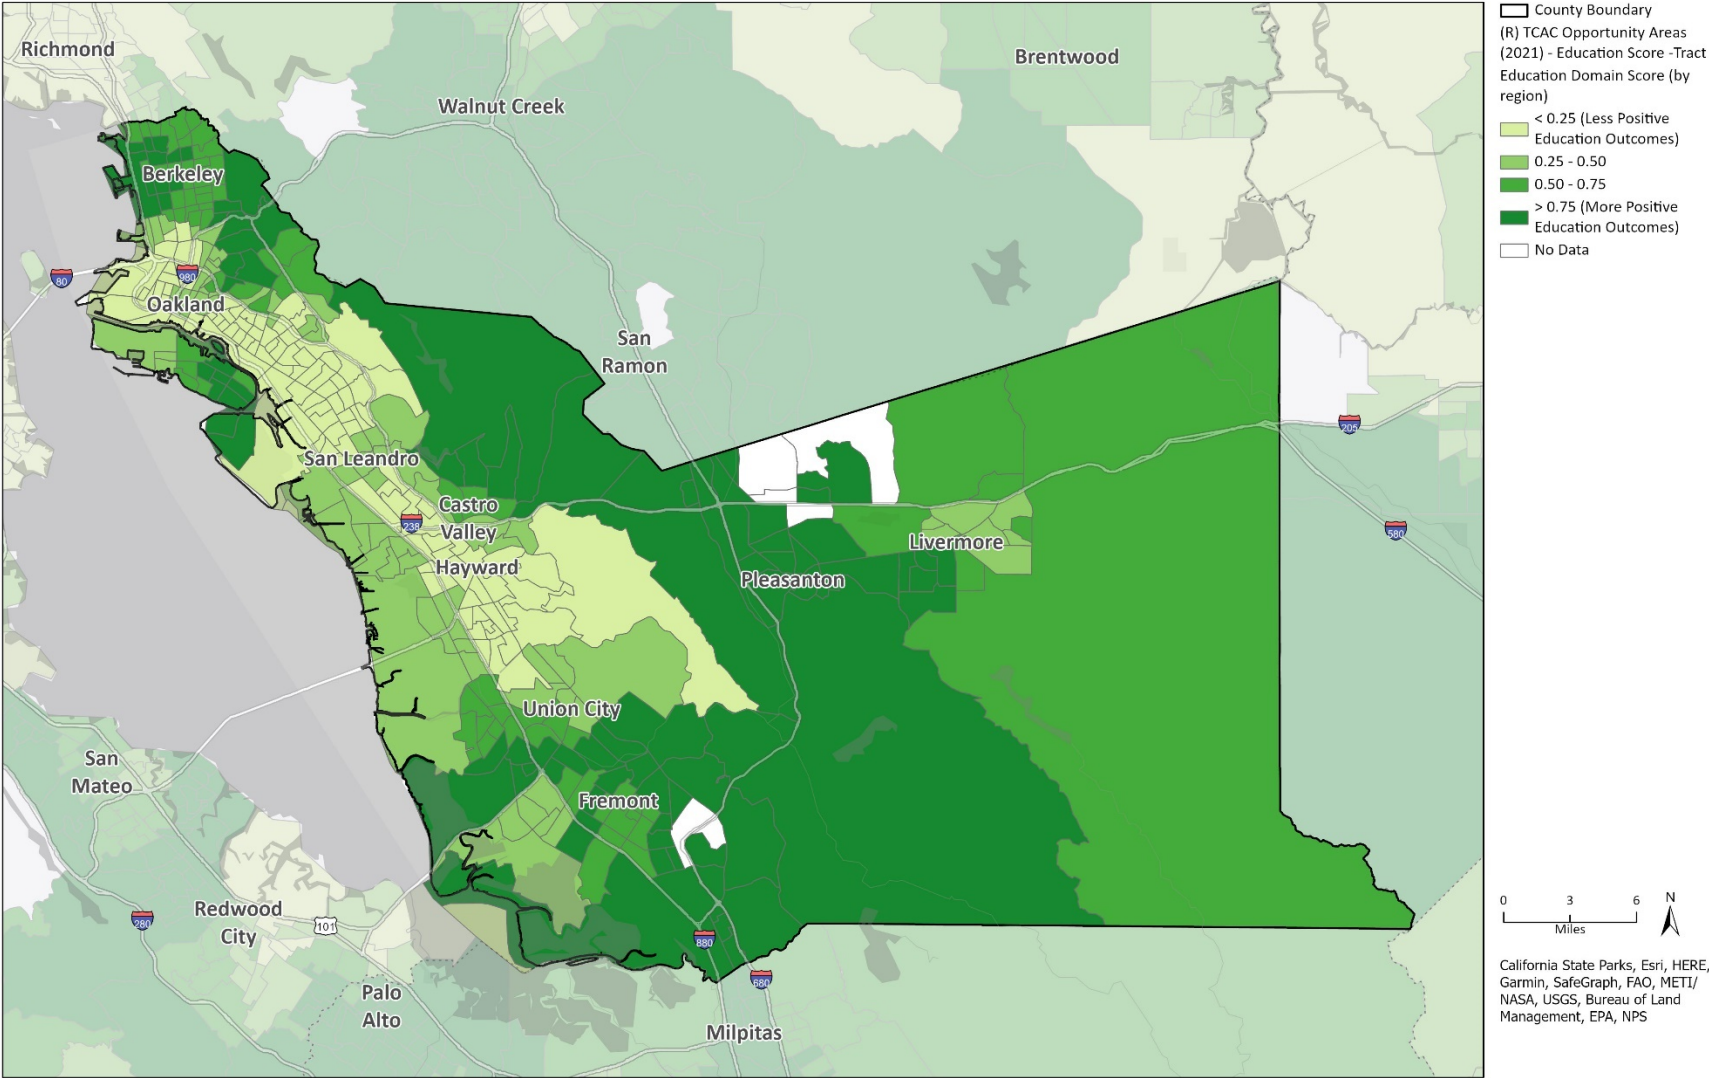 Richmond
Walnut Creek
Brentwood
Berkeley
80
980
Oakland
San
Ramon
205
San Leandro
Castro
Valley
238
Hayward
Livermore
580
Pleasanton
Union City
San
Mateo
Fremont
Redwood
City
280
101
880
680
Palo
Alto
Milpitas
County Boundary
(R) TCAC Opportunity Areas
(2021) - Education Score -Tract
Education Domain Score (by
region)
< 0.25 (Less Positive
Education Outcomes)
0.25 - 0.50
0.50 - 0.75
> 0.75 (More Positive
Education Outcomes)
No Data
0 3 6
Miles
N
California State Parks, Esri, HERE,
Garmin, SafeGraph, FAO, METI/
NASA, USGS, Bureau of Land
Management, EPA, NPS